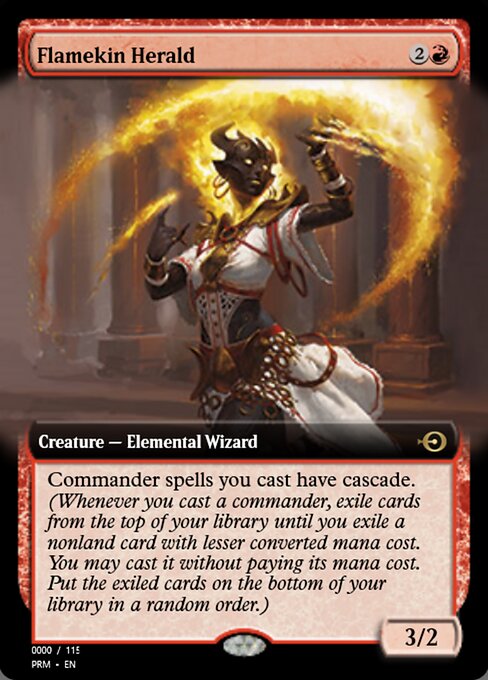 Flamekin Herald 2
Creature — Elemental Wizard
Commander spells you cast have cascade.
(Whenever you cast a commander, exile cards
from the top of your library until you exile a
nonland card with lesser converted mana cost.
You may cast it without paying its mana cost.
Put the exiled cards on the bottom of your
library in a random order.)
3/2
0000 / 115
PRM • EN